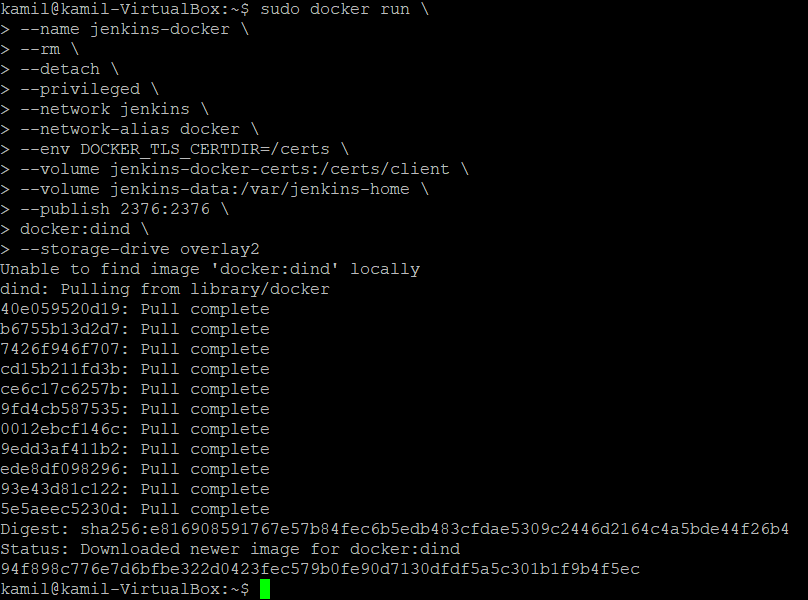 kamil@kamil-VirtualBox:~$ sudo docker run \
> --name jenkins-docker \
> --rm \
> --detach \
> --privileged \
> --network jenkins \
> --network-alias docker \
> --env DOCKER_TLS_CERTDIR=/certs \
> --volume jenkins-docker-certs:/certs/client \
> --volume jenkins-data:/var/jenkins-home \
> --publish 2376:2376 \
> docker:dind \
> --storage-drive overlay2
Unable to find image 'docker:dind' locally
dind: Pulling from library/docker
40e059520d19: Pull complete
b6755b13d2d7: Pull complete
7426f946f707: Pull complete
cd15b211fd3b: Pull complete
ce6c17c6257b: Pull complete
9fd4cb587535: Pull complete
0012ebcf146c: Pull complete
9edd3af411b2: Pull complete
ede8df098296: Pull complete
93e43d81c122: Pull complete
5e5aeec5230d: Pull complete
Digest: sha256:e816908591767e57b84fec6b5edb483cfdae5309c2446d2164c4a5bde44f26b4
Status: Downloaded newer image for docker:dind
94f898c776e7d6bfbe322d0423fec579b0fe90d7130dfdf5a5c301b1f9b4f5ec
kamil@kamil-VirtualBox:~$